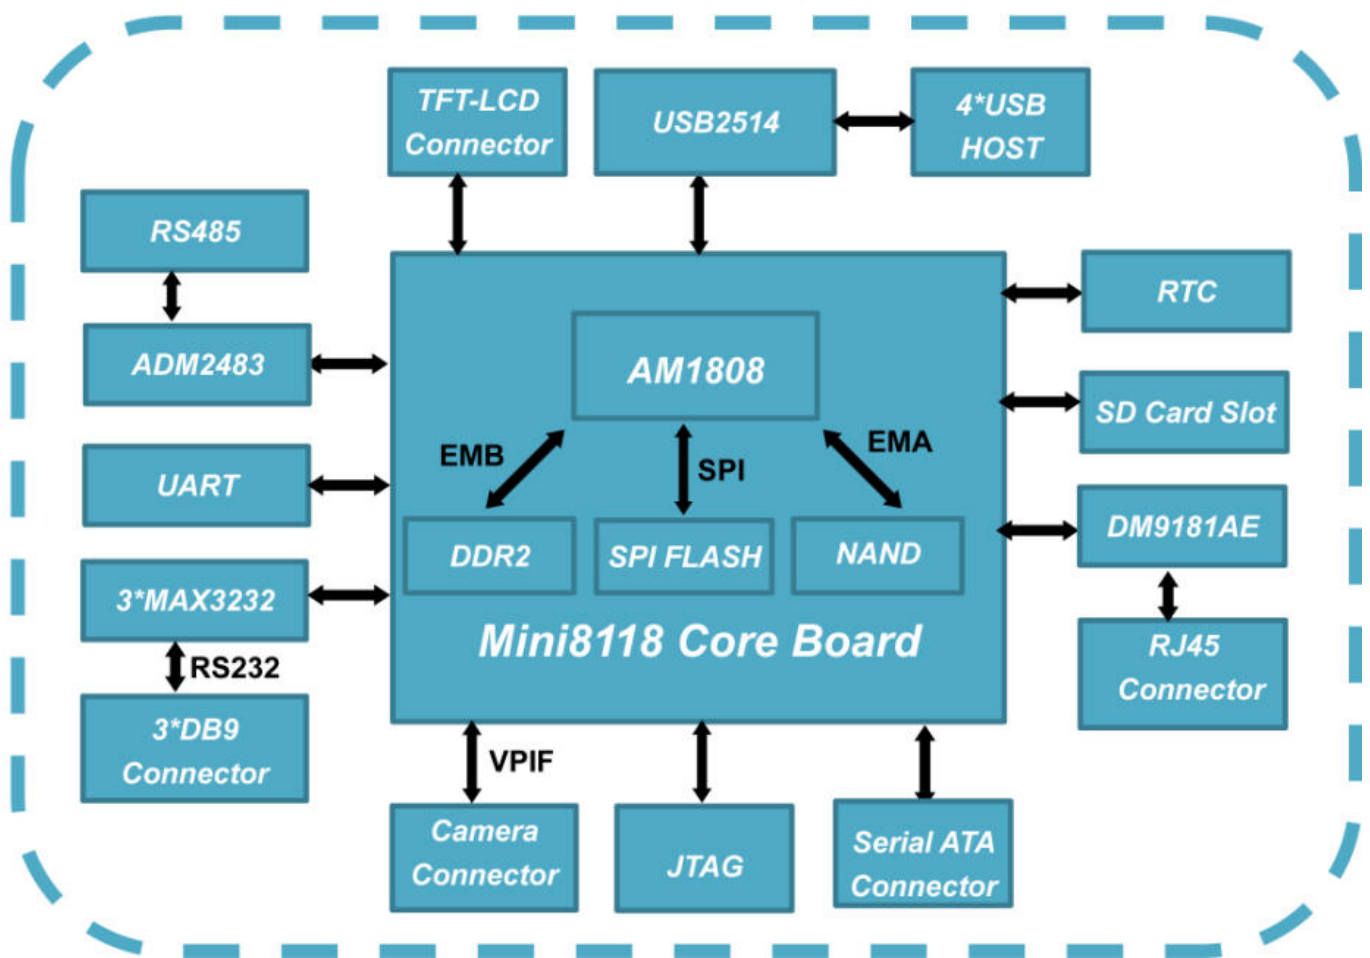 TFT-LCD
Connector
USB2514
4*USB
HOST
RS485
ADM2483
UART
3*MAX3232
RS232
3*DB9
Connector
AM1808
EMB
SPI
EMA
DDR2
SPI FLASH
NAND
Mini8118 Core Board
RTC
SD Card Slot
DM9181AE
RJ45
Connector
VPIF
Camera
Connector
JTAG
Serial ATA
Connector